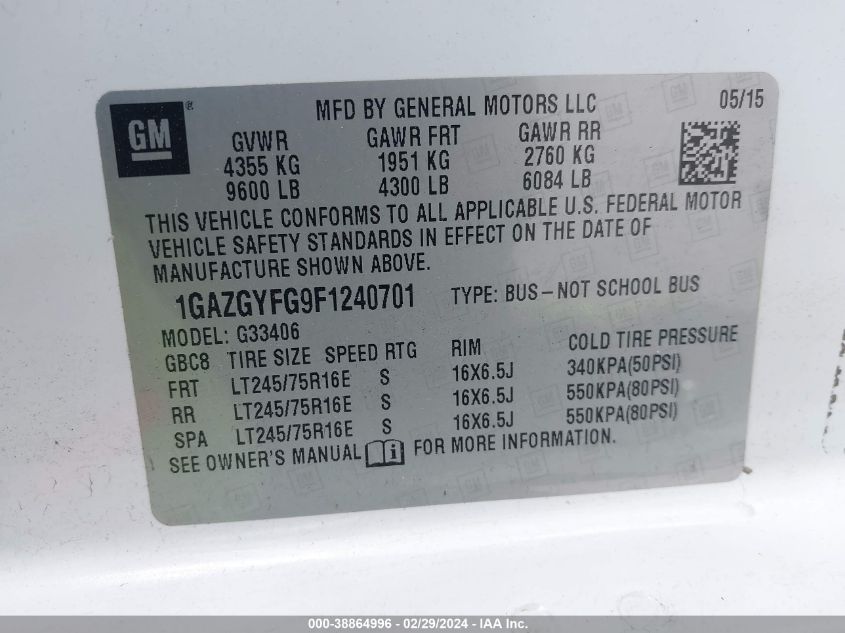 GM ® MFD BY GENERAL MOTORS LLC 05/15
GVWR GAWR FRT GAWR RR
4355 KG 1951 KG 2760 KG
9600 LB 4300 LB 6084 LB
THIS VEHICLE CONFORMS TO ALL APPLICABLE U.S. FEDERAL MOTOR
VEHICLE SAFETY STANDARDS IN EFFECT ON THE DATE OF
MANUFACTURE SHOWN ABOVE.
1GAZGYFG9F1240701 TYPE: BUS–NOT SCHOOL BUS
MODEL: G33406
GBC8 TIRE SIZE SPEED RTG RIM COLD TIRE PRESSURE
FRT LT245/75R16E S 16X6.5J 340KPA(50PSI)
RR LT245/75R16E S 16X6.5J 550KPA(80PSI)
SPA LT245/75R16E S 16X6.5J 550KPA(80PSI)
SEE OWNER'S MANUAL i FOR MORE INFORMATION.
000-38864996 - 02/29/2024 - IAA Inc.